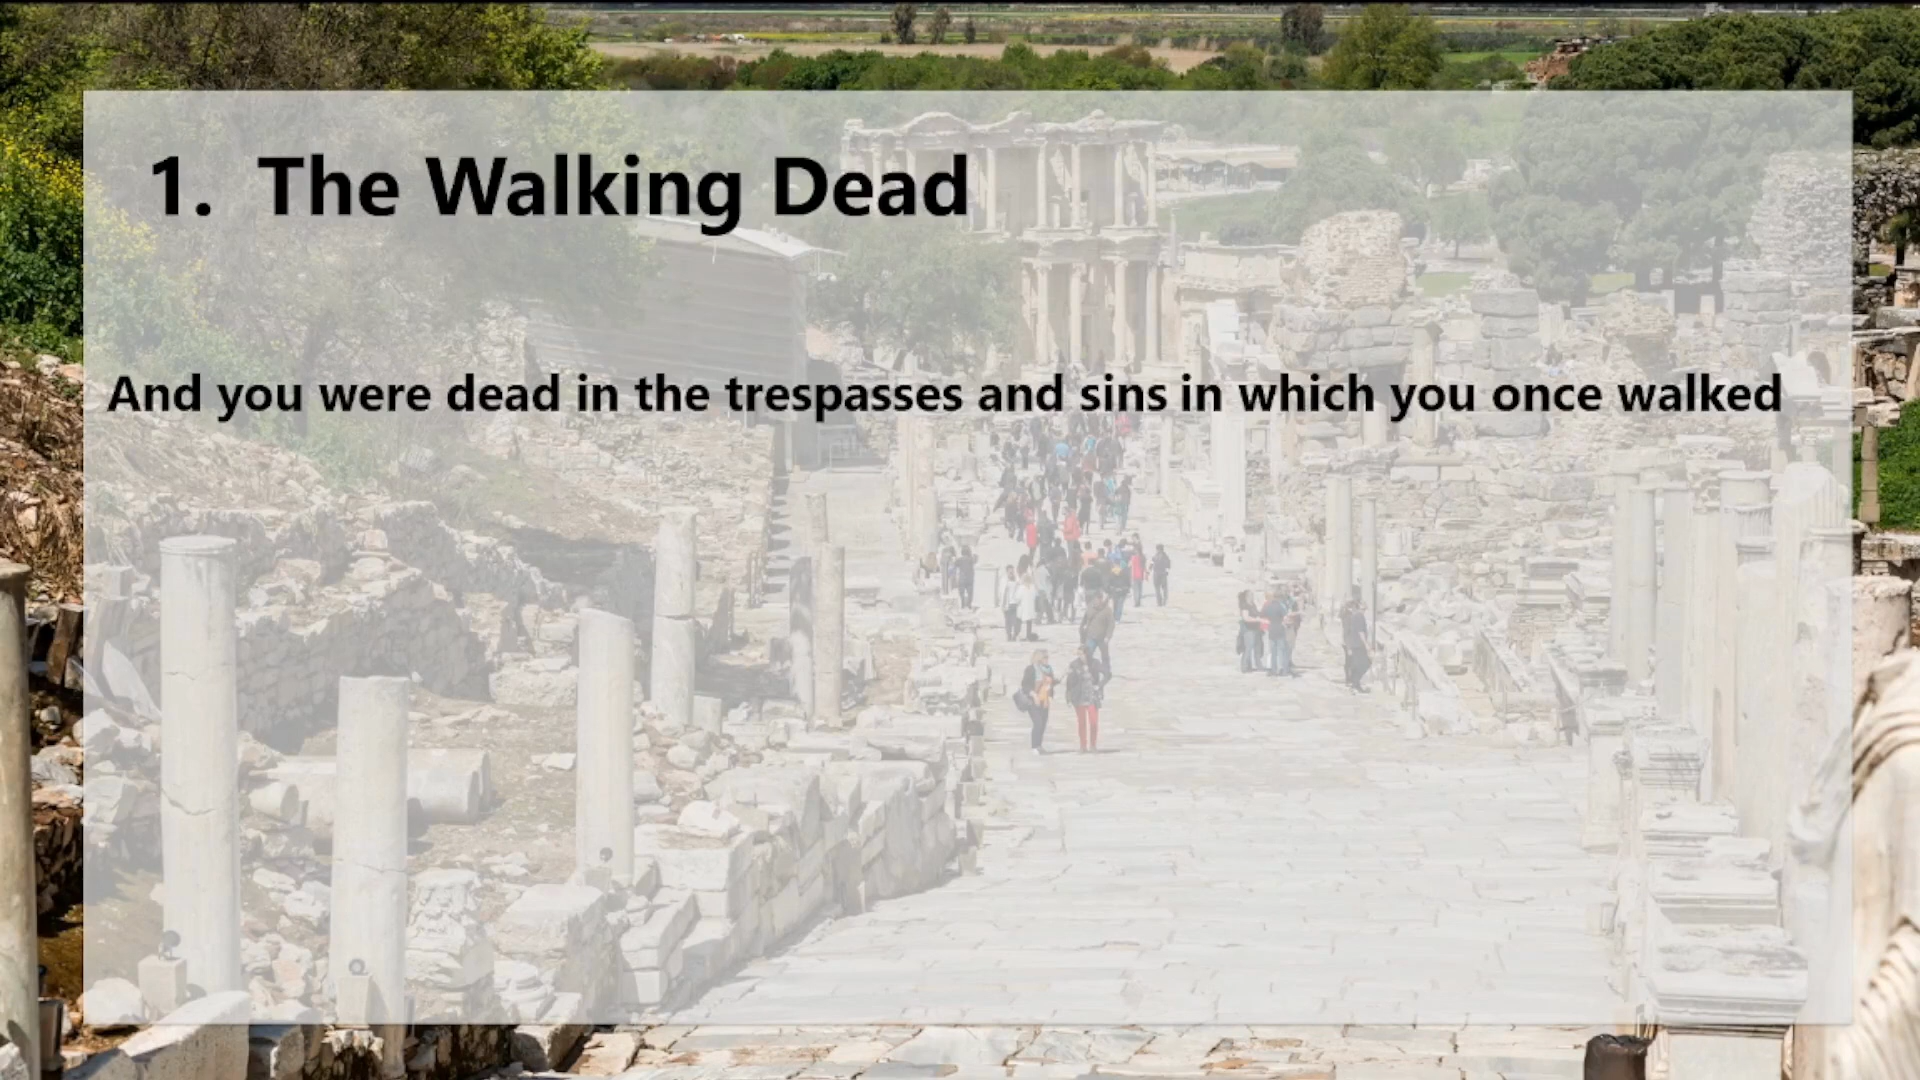 1. The Walking Dead
And you were dead in the trespasses and sins in which you once walked